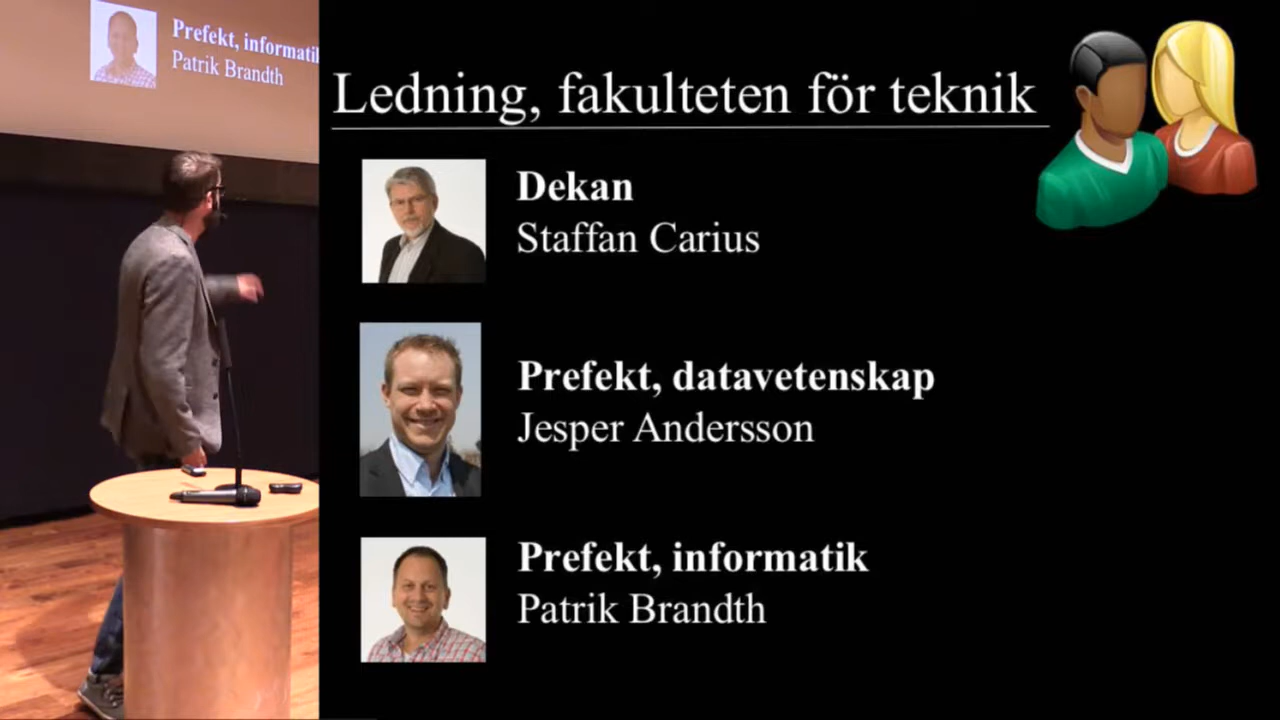 Prefekt, informatik
Patrik Brandth
Ledning, fakulteten för teknik
Dekan
Staffan Carius
Prefekt, datavetenskap
Jesper Andersson
Prefekt, informatik
Patrik Brandth